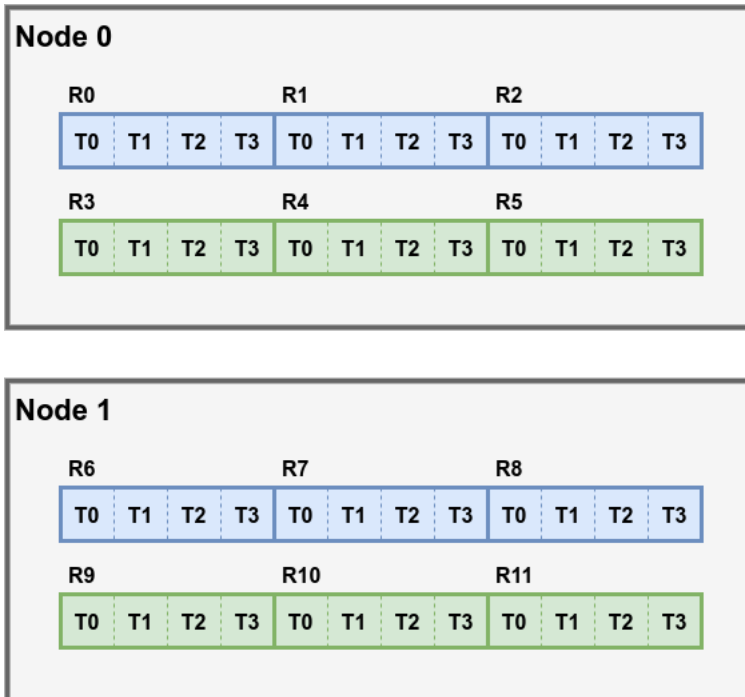 Node 0
R0 R1 R2
T0 T1 T2 T3 T0 T1 T2 T3 T0 T1 T2 T3
R3 R4 R5
T0 T1 T2 T3 T0 T1 T2 T3 T0 T1 T2 T3
Node 1
R6 R7 R8
T0 T1 T2 T3 T0 T1 T2 T3 T0 T1 T2 T3
R9 R10 R11
T0 T1 T2 T3 T0 T1 T2 T3 T0 T1 T2 T3